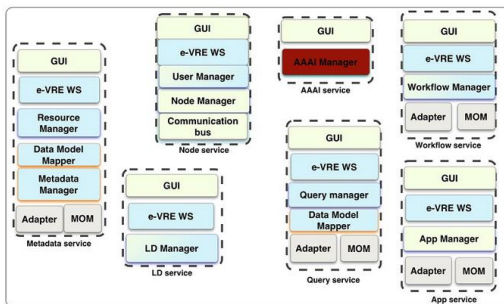 GUI
e-VRE WS
Resource
Manager
Data Model
Mapper
Metadata
Manager
Adapter
MOM
Metadata service
GUI
e-VRE WS
User Manager
Node Manager
Communication
bus
Node service
GUI
e-VRE WS
LD Manager
LD service
GUI
AAAI Manager
AAAI service
GUI
e-VRE WS
Query manager
Data Model
Mapper
Adapter
MOM
Query service
GUI
e-VRE WS
Workflow Manager
Adapter
MOM
Workflow service
GUI
e-VRE WS
App Manager
Adapter
MOM
App service